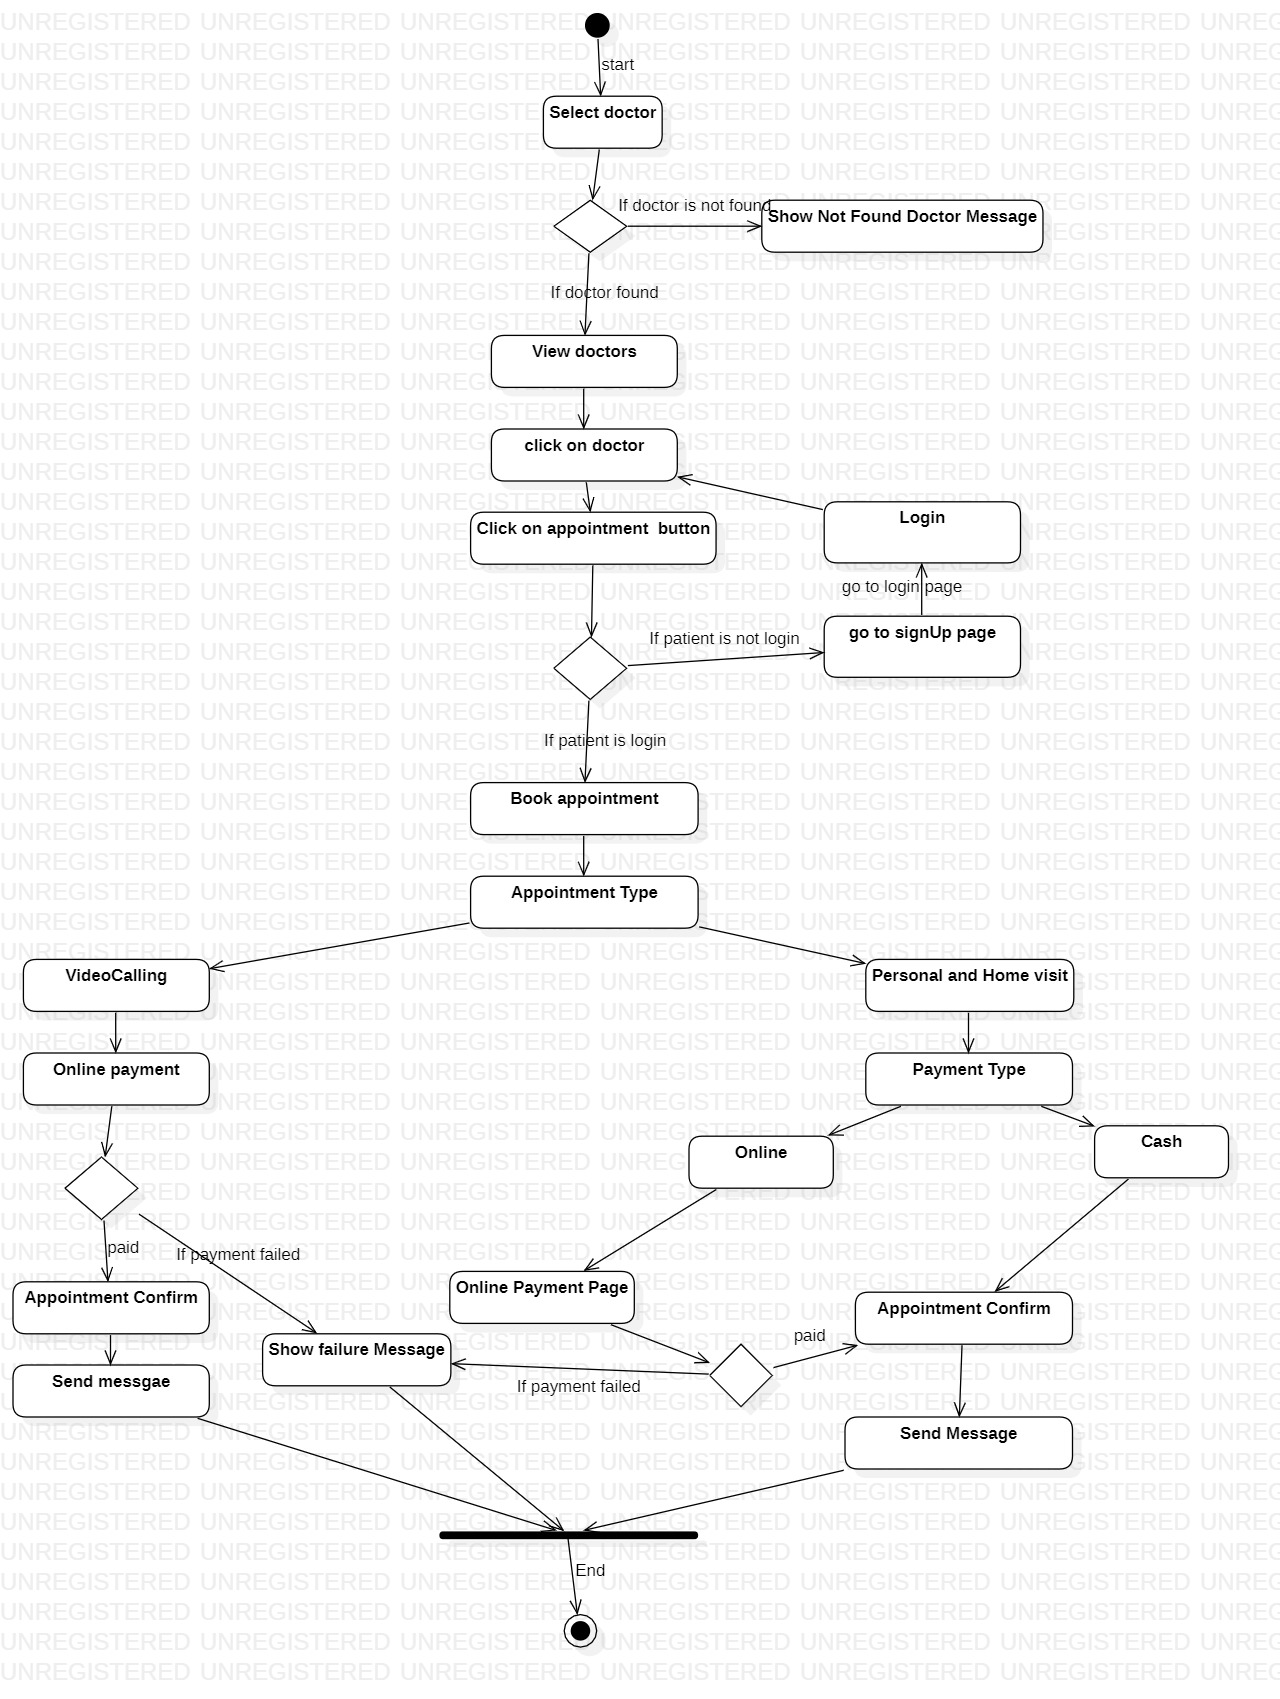 start
Select doctor
If doctor is not found
Show Not Found Doctor Message
If doctor found
View doctors
click on doctor
Login
Click on appointment  button
go to login page
go to signUp page
If patient is not login
If patient is login
Book appointment
Appointment Type
VideoCalling
Personal and Home visit
Online payment
Payment Type
Online
Cash
paid
If payment failed
Appointment Confirm
Online Payment Page
Appointment Confirm
paid
Show failure Message
If payment failed
Send messgae
Send Message
End
UNREGISTERED